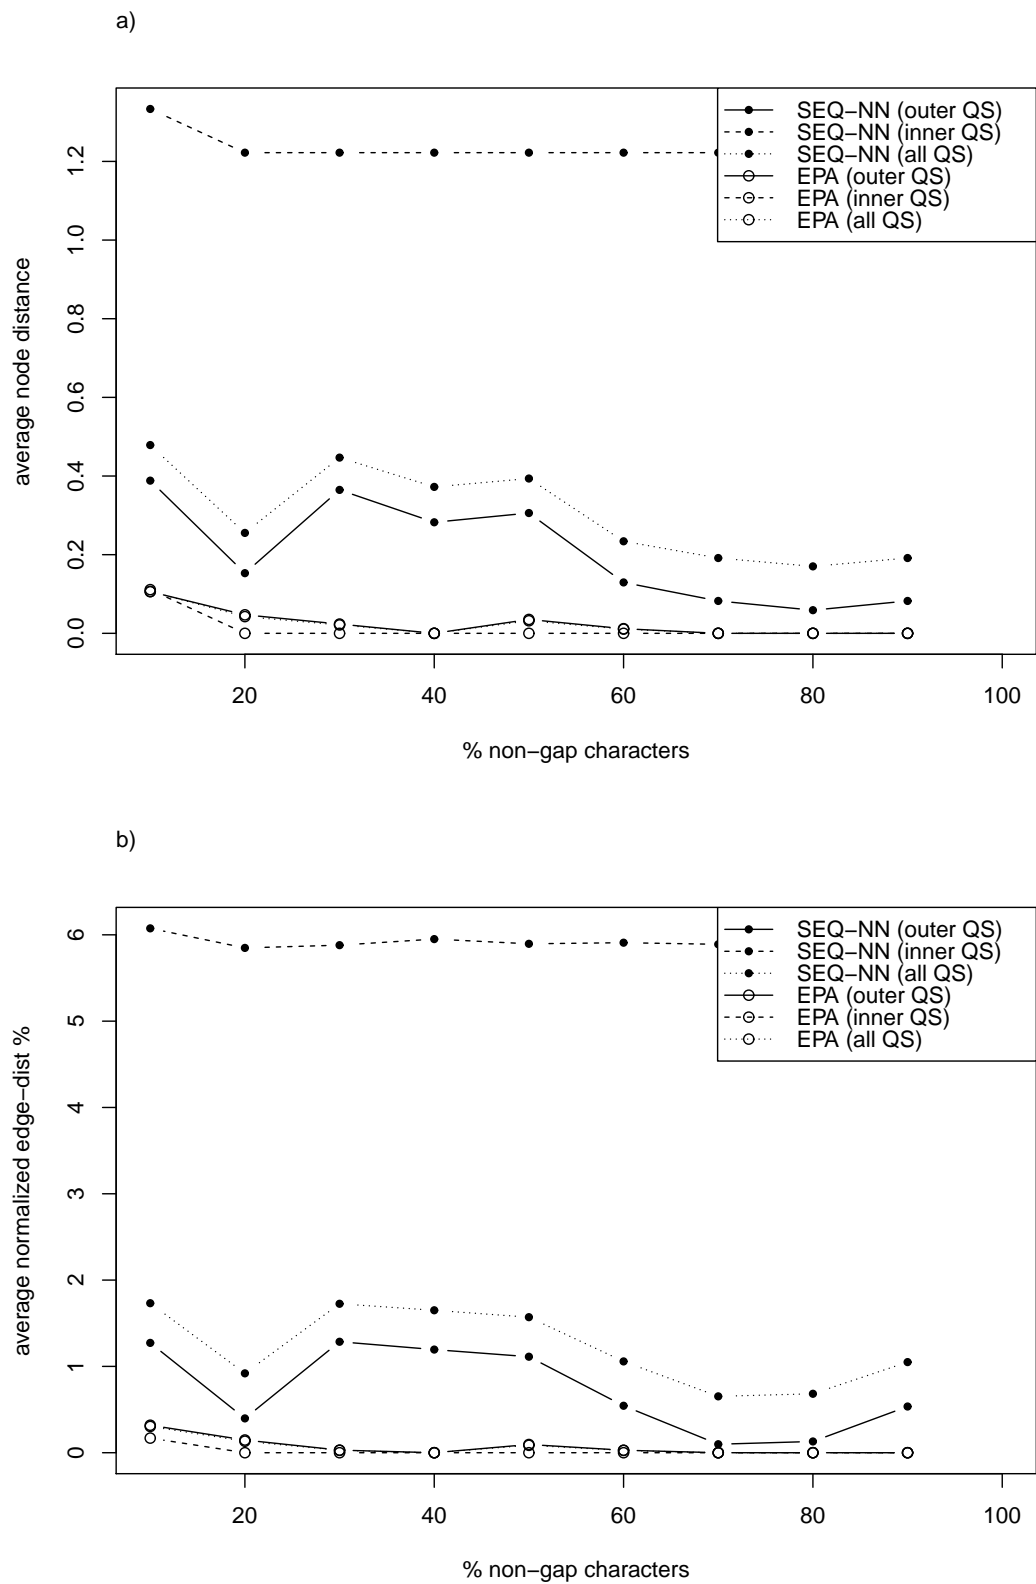 a)
SEQ−NN (outer QS)
SEQ−NN (inner QS)
SEQ−NN (all QS)
EPA (outer QS)
EPA (inner QS)
EPA (all QS)
average node distance
0.0 0.2 0.4 0.6 0.8 1.0 1.2
20 40 60 80 100
% non−gap characters
b)
SEQ−NN (outer QS)
SEQ−NN (inner QS)
SEQ−NN (all QS)
EPA (outer QS)
EPA (inner QS)
EPA (all QS)
average normalized edge−dist %
0 1 2 3 4 5 6
20 40 60 80 100
% non−gap characters